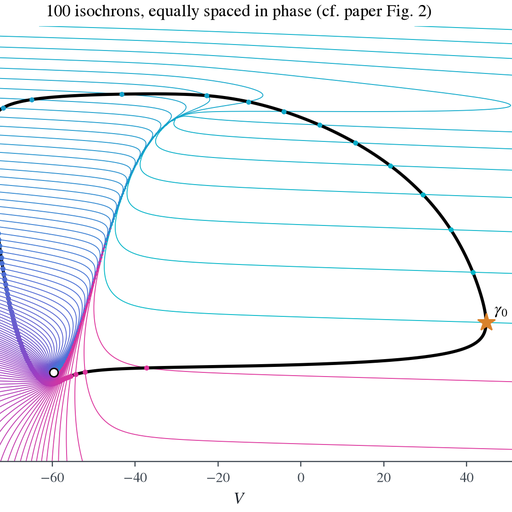 100 isochrons, equally spaced in phase (cf. paper Fig. 2)
γ₀
−60 −40 −20 0 20 40
V